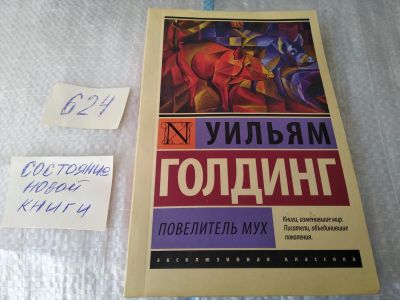 624
состояние
новой
книги
N
УИЛЬЯМ
ГОЛДИНГ
ПОВЕЛИТЕЛЬ МУХ
Книги, изменившие мир.
Писатели, объединившие
поколения.
эксклюзивная классика